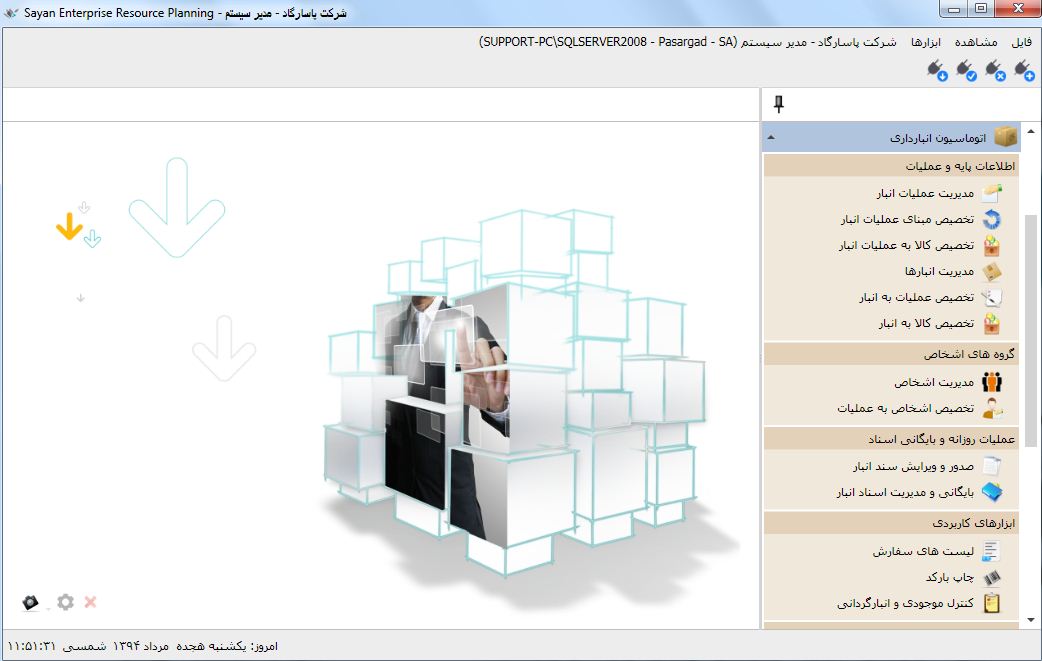 Sayan Enterprise Resource Planning - شرکت پاسارگاد - مدیر سیستم
فایل مشاهده ابزارها شرکت پاسارگاد - مدیر سیستم (SUPPORT-PC\SQLSERVER2008 - Pasargad - SA)
اتوماسیون انبارداری
اطلاعات پایه و عملیات
مدیریت عملیات انبار
تخصیص مبنای عملیات انبار
تخصیص کالا به عملیات انبار
مدیریت انبارها
تخصیص عملیات به انبار
تخصیص کالا به انبار
گروه های اشخاص
مدیریت اشخاص
تخصیص اشخاص به عملیات
عملیات روزانه و بایگانی اسناد
صدور و ویرایش سند انبار
بایگانی و مدیریت اسناد انبار
ابزارهای کاربردی
لیست های سفارش
چاپ بارکد
کنترل موجودی و انبارگردانی
امروز: یکشنبه هجده مرداد ۱۳۹۴ شمسی ۱۱:۵۱:۳۱